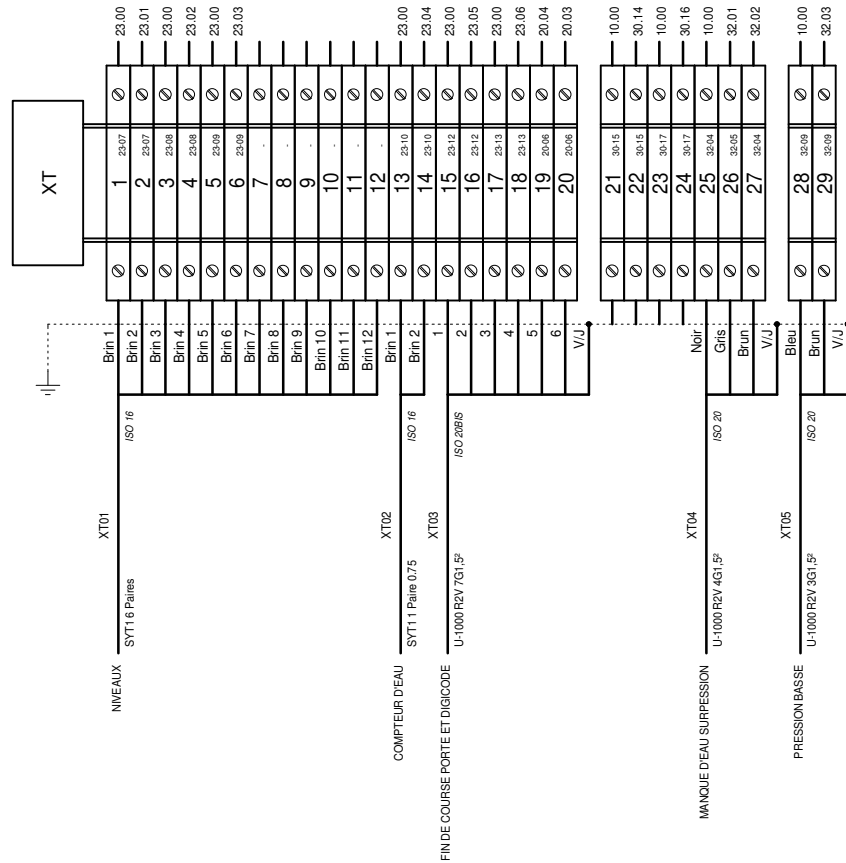 XT
1 23-07 23.00
2 23-07 23.01
3 23-08 23.00
4 23-08 23.02
5 23-09 23.00
6 23-09 23.03
7 -
8 -
9 -
10 -
11 -
12 -
13 23-10 23.00
14 23-10 23.04
15 23-12 23.00
16 23-12 23.05
17 23-13 23.00
18 23-13 23.06
19 20-06 20.04
20 20-06 20.03
21 30-15 10.00
22 30-15 30.14
23 30-17 10.00
24 30-17 30.16
25 32-04 10.00
26 32-05 32.01
27 32-04 32.02
28 32-09 10.00
29 32-09 32.03
Brin 1
Brin 2
Brin 3
Brin 4
Brin 5
Brin 6
Brin 7
Brin 8
Brin 9
Brin 10
Brin 11
Brin 12
Brin 1
Brin 2
1
2
3
4
5
6
V/J
Noir
Gris
Brun
V/J
Bleu
Brun
V/J
ISO 16
ISO 16
ISO 20BIS
ISO 20
ISO 20
XT01
SYT1 6 Paires
NIVEAUX
XT02
SYT1 1 Paire 0.75
COMPTEUR D'EAU
XT03
U-1000 R2V 7G1,5²
FIN DE COURSE PORTE ET DIGICODE
XT04
U-1000 R2V 4G1,5²
MANQUE D'EAU SURPESSION
XT05
U-1000 R2V 3G1,5²
PRESSION BASSE